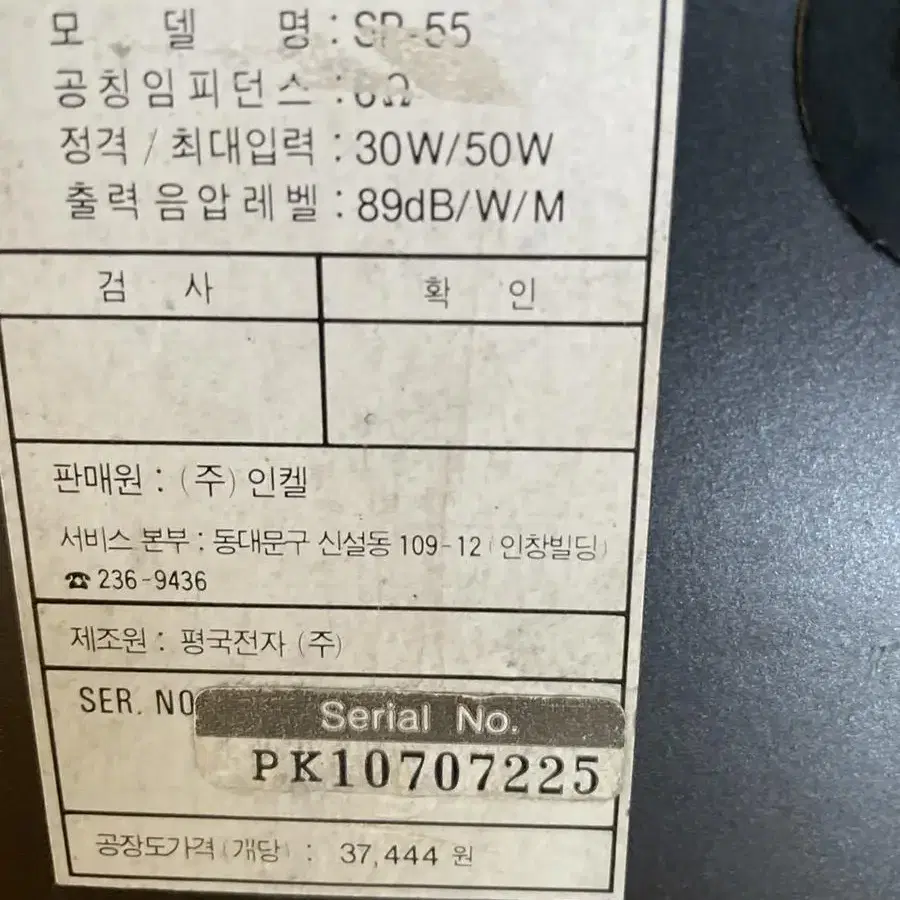 모 델 명 : SP-55
공칭임피던스 : Ω
정격 / 최대입력 : 30W/50W
출력음압레벨 : 89dB/W/M
검 사
확 인
판매원 : (주) 인켈
서비스 본부 : 동대문구 신설동 109-12 (인창빌딩)
☎ 236-9436
제조원 : 평국전자 (주)
SER. NO
Serial No.
PK10707225
공장도가격 (개당) : 37,444 원